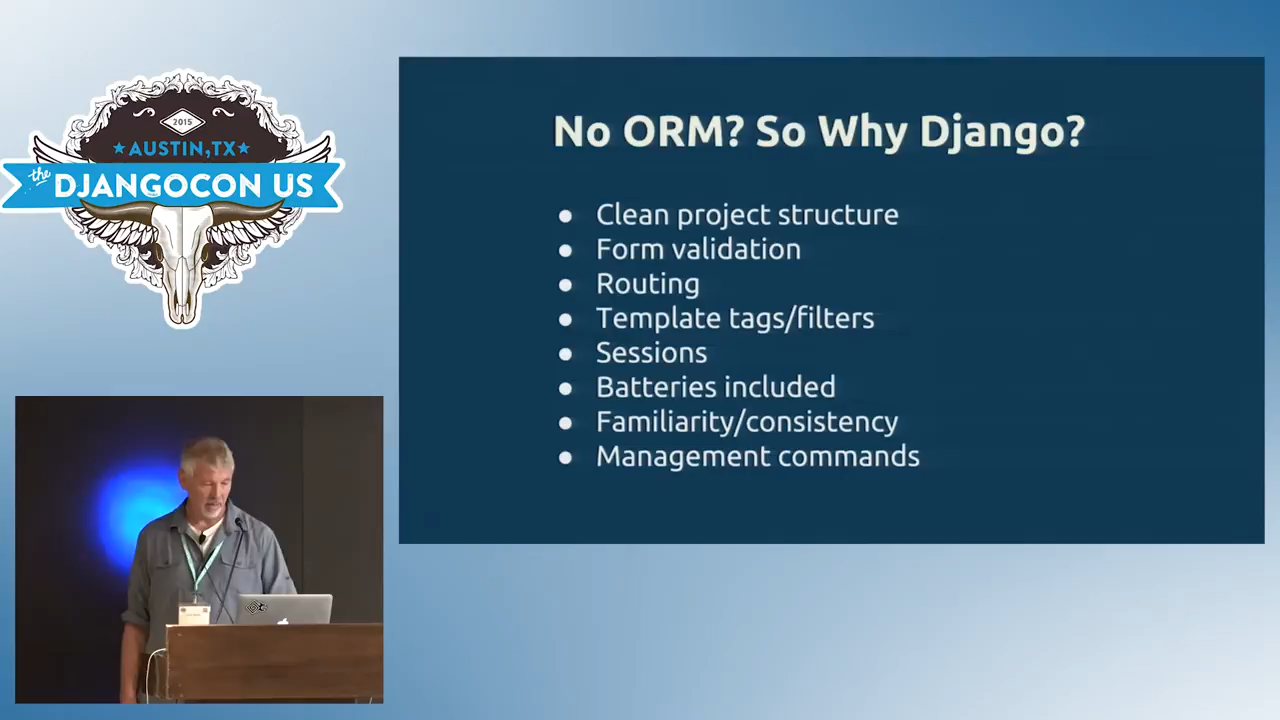 2015
AUSTIN, TX
the
DJANGOCON US
No ORM? So Why Django?
● Clean project structure
● Form validation
● Routing
● Template tags/filters
● Sessions
● Batteries included
● Familiarity/consistency
● Management commands